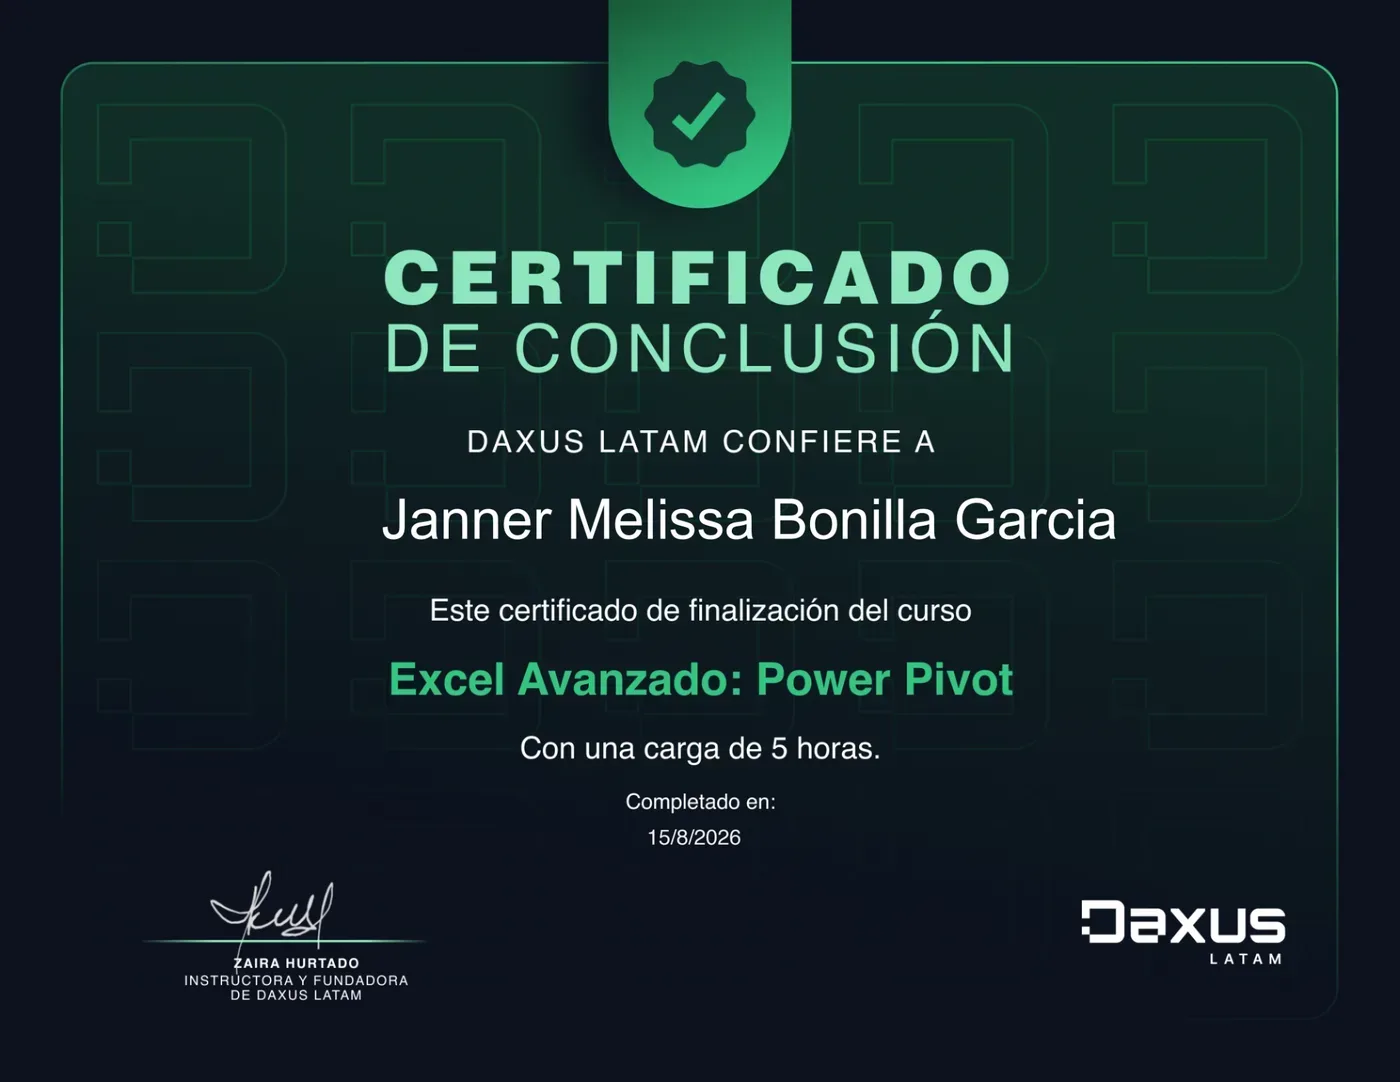 CERTIFICADO
DE CONCLUSIÓN
DAXUS LATAM CONFIERE A
Janner Melissa Bonilla Garcia
Este certificado de finalización del curso
Excel Avanzado: Power Pivot
Con una carga de 5 horas.
Completado en:
15/8/2026
ZAIRA HURTADO
INSTRUCTORA Y FUNDADORA
DE DAXUS LATAM
Daxus
LATAM